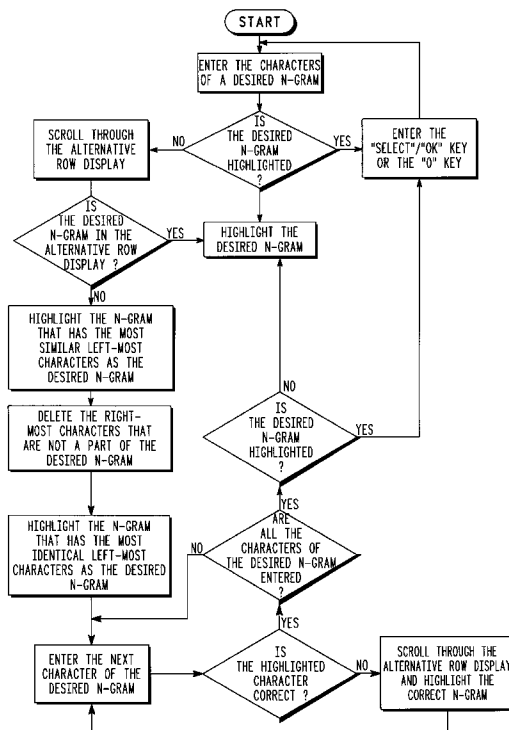 START
ENTER THE CHARACTERS
OF A DESIRED N-GRAM
IS
THE DESIRED
N-GRAM
HIGHLIGHTED
?
NO
YES
SCROLL THROUGH
THE ALTERNATIVE
ROW DISPLAY
ENTER THE
"SELECT"/"OK" KEY
OR THE "0" KEY
IS
THE DESIRED
N-GRAM IN THE
ALTERNATIVE ROW
DISPLAY ?
YES
NO
HIGHLIGHT THE
DESIRED N-GRAM
HIGHLIGHT THE N-GRAM
THAT HAS THE MOST
SIMILAR LEFT-MOST
CHARACTERS AS THE
DESIRED N-GRAM
DELETE THE RIGHT-
MOST CHARACTERS THAT
ARE NOT A PART OF THE
DESIRED N-GRAM
NO
IS
THE DESIRED
N-GRAM
HIGHLIGHTED
?
YES
YES
HIGHLIGHT THE N-GRAM
THAT HAS THE MOST
IDENTICAL LEFT-MOST
CHARACTERS AS THE DESIRED
N-GRAM
ARE
ALL THE
CHARACTERS OF
THE DESIRED N-GRAM
ENTERED
?
NO
YES
ENTER THE NEXT
CHARACTER OF THE
DESIRED N-GRAM
IS
THE HIGHLIGHTED
CHARACTER
CORRECT ?
NO
SCROLL THROUGH THE
ALTERNATIVE ROW DISPLAY
AND HIGHLIGHT THE
CORRECT N-GRAM